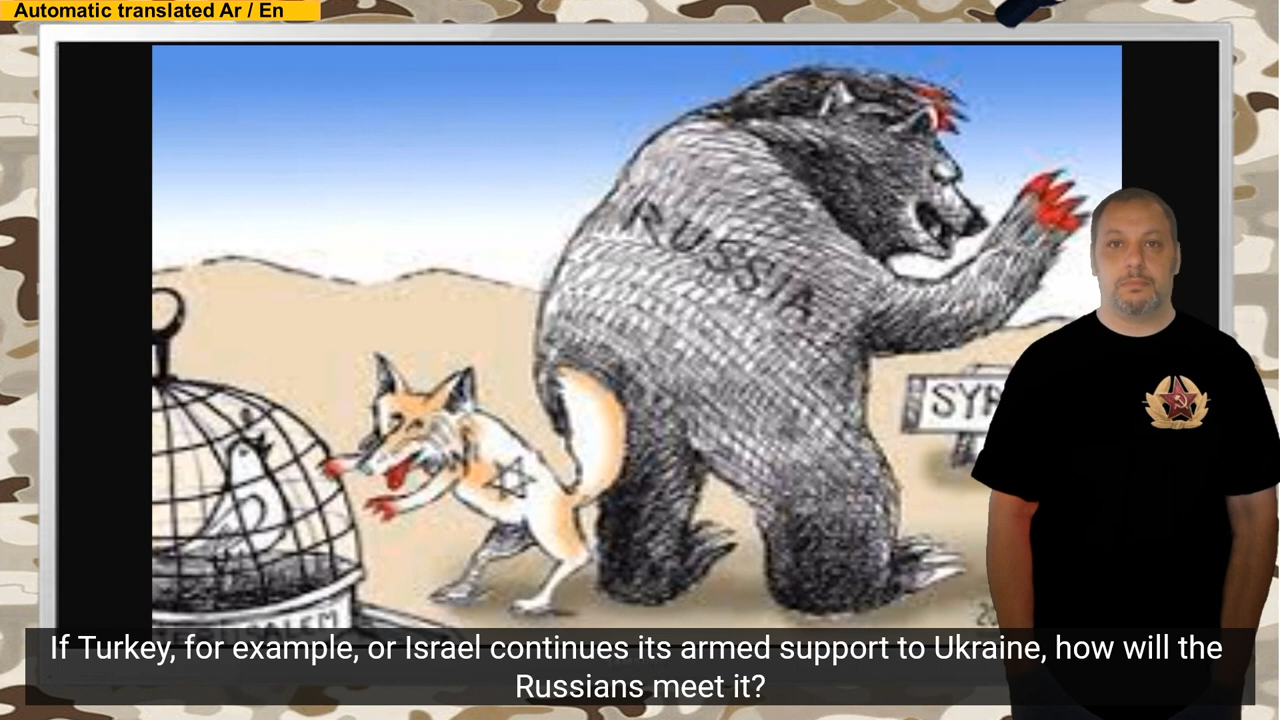 Automatic translated Ar / En
RUSSIA
If Turkey, for example, or Israel continues its armed support to Ukraine, how will the
Russians meet it?